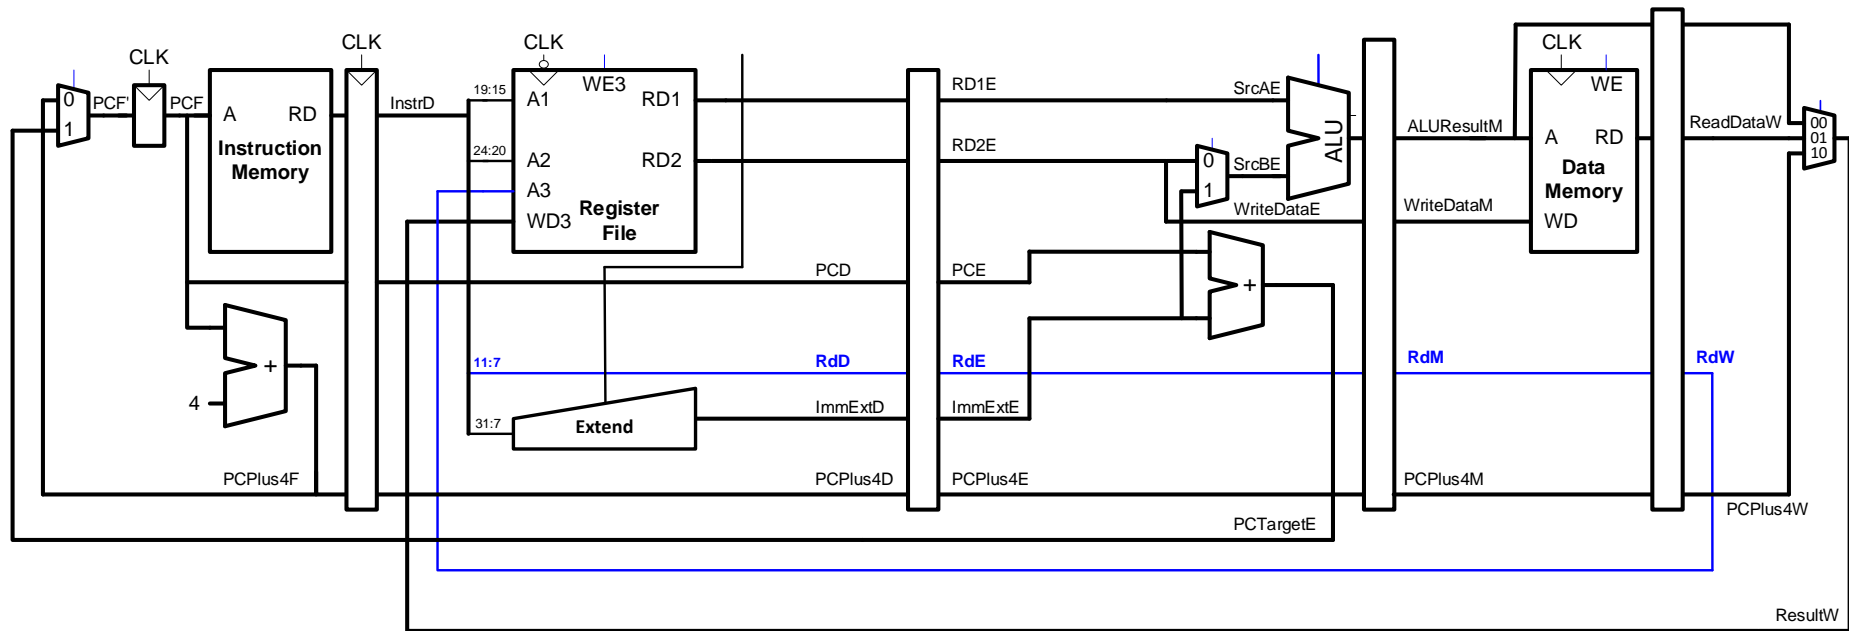 CLK
CLK
CLK
CLK
0
1
PCF'
PCF
A
RD
Instruction
Memory
InstrD
19:15
A1
WE3
RD1
24:20
A2
RD2
A3
WD3
Register
File
RD1E
RD2E
0
1
SrcAE
SrcBE
ALU
WriteDataE
ALUResultM
WriteDataM
WE
A
RD
Data
Memory
WD
ReadDataW
00
01
10
PCD
PCE
+
4
+
11:7
RdD
RdE
RdM
RdW
31:7
Extend
ImmExtD
ImmExtE
PCPlus4F
PCPlus4D
PCPlus4E
PCPlus4M
PCPlus4W
PCTargetE
ResultW